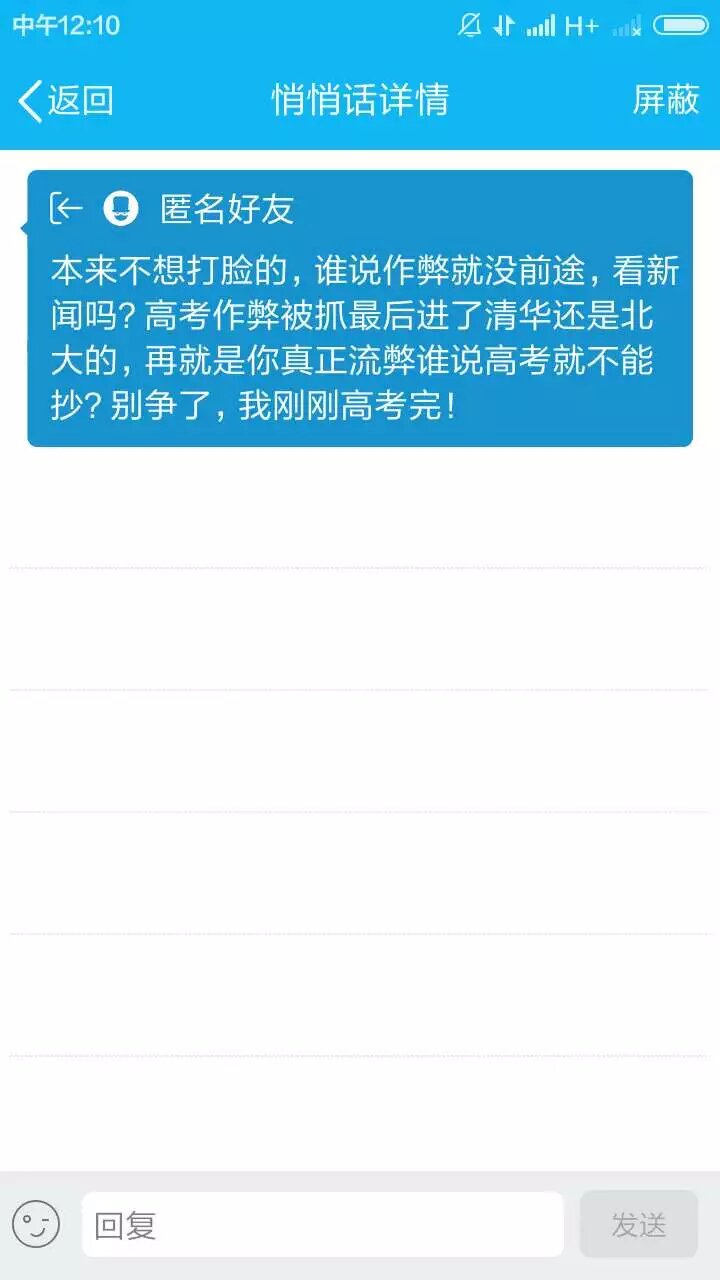 中午12:10
H+
返回
悄悄话详情
屏蔽
匿名好友
本来不想打脸的，谁说作弊就没前途，看新
闻吗？高考作弊被抓最后进了清华还是北
大的，再就是你真正流弊谁说高考就不能
抄？别争了，我刚刚高考完！
回复
发送